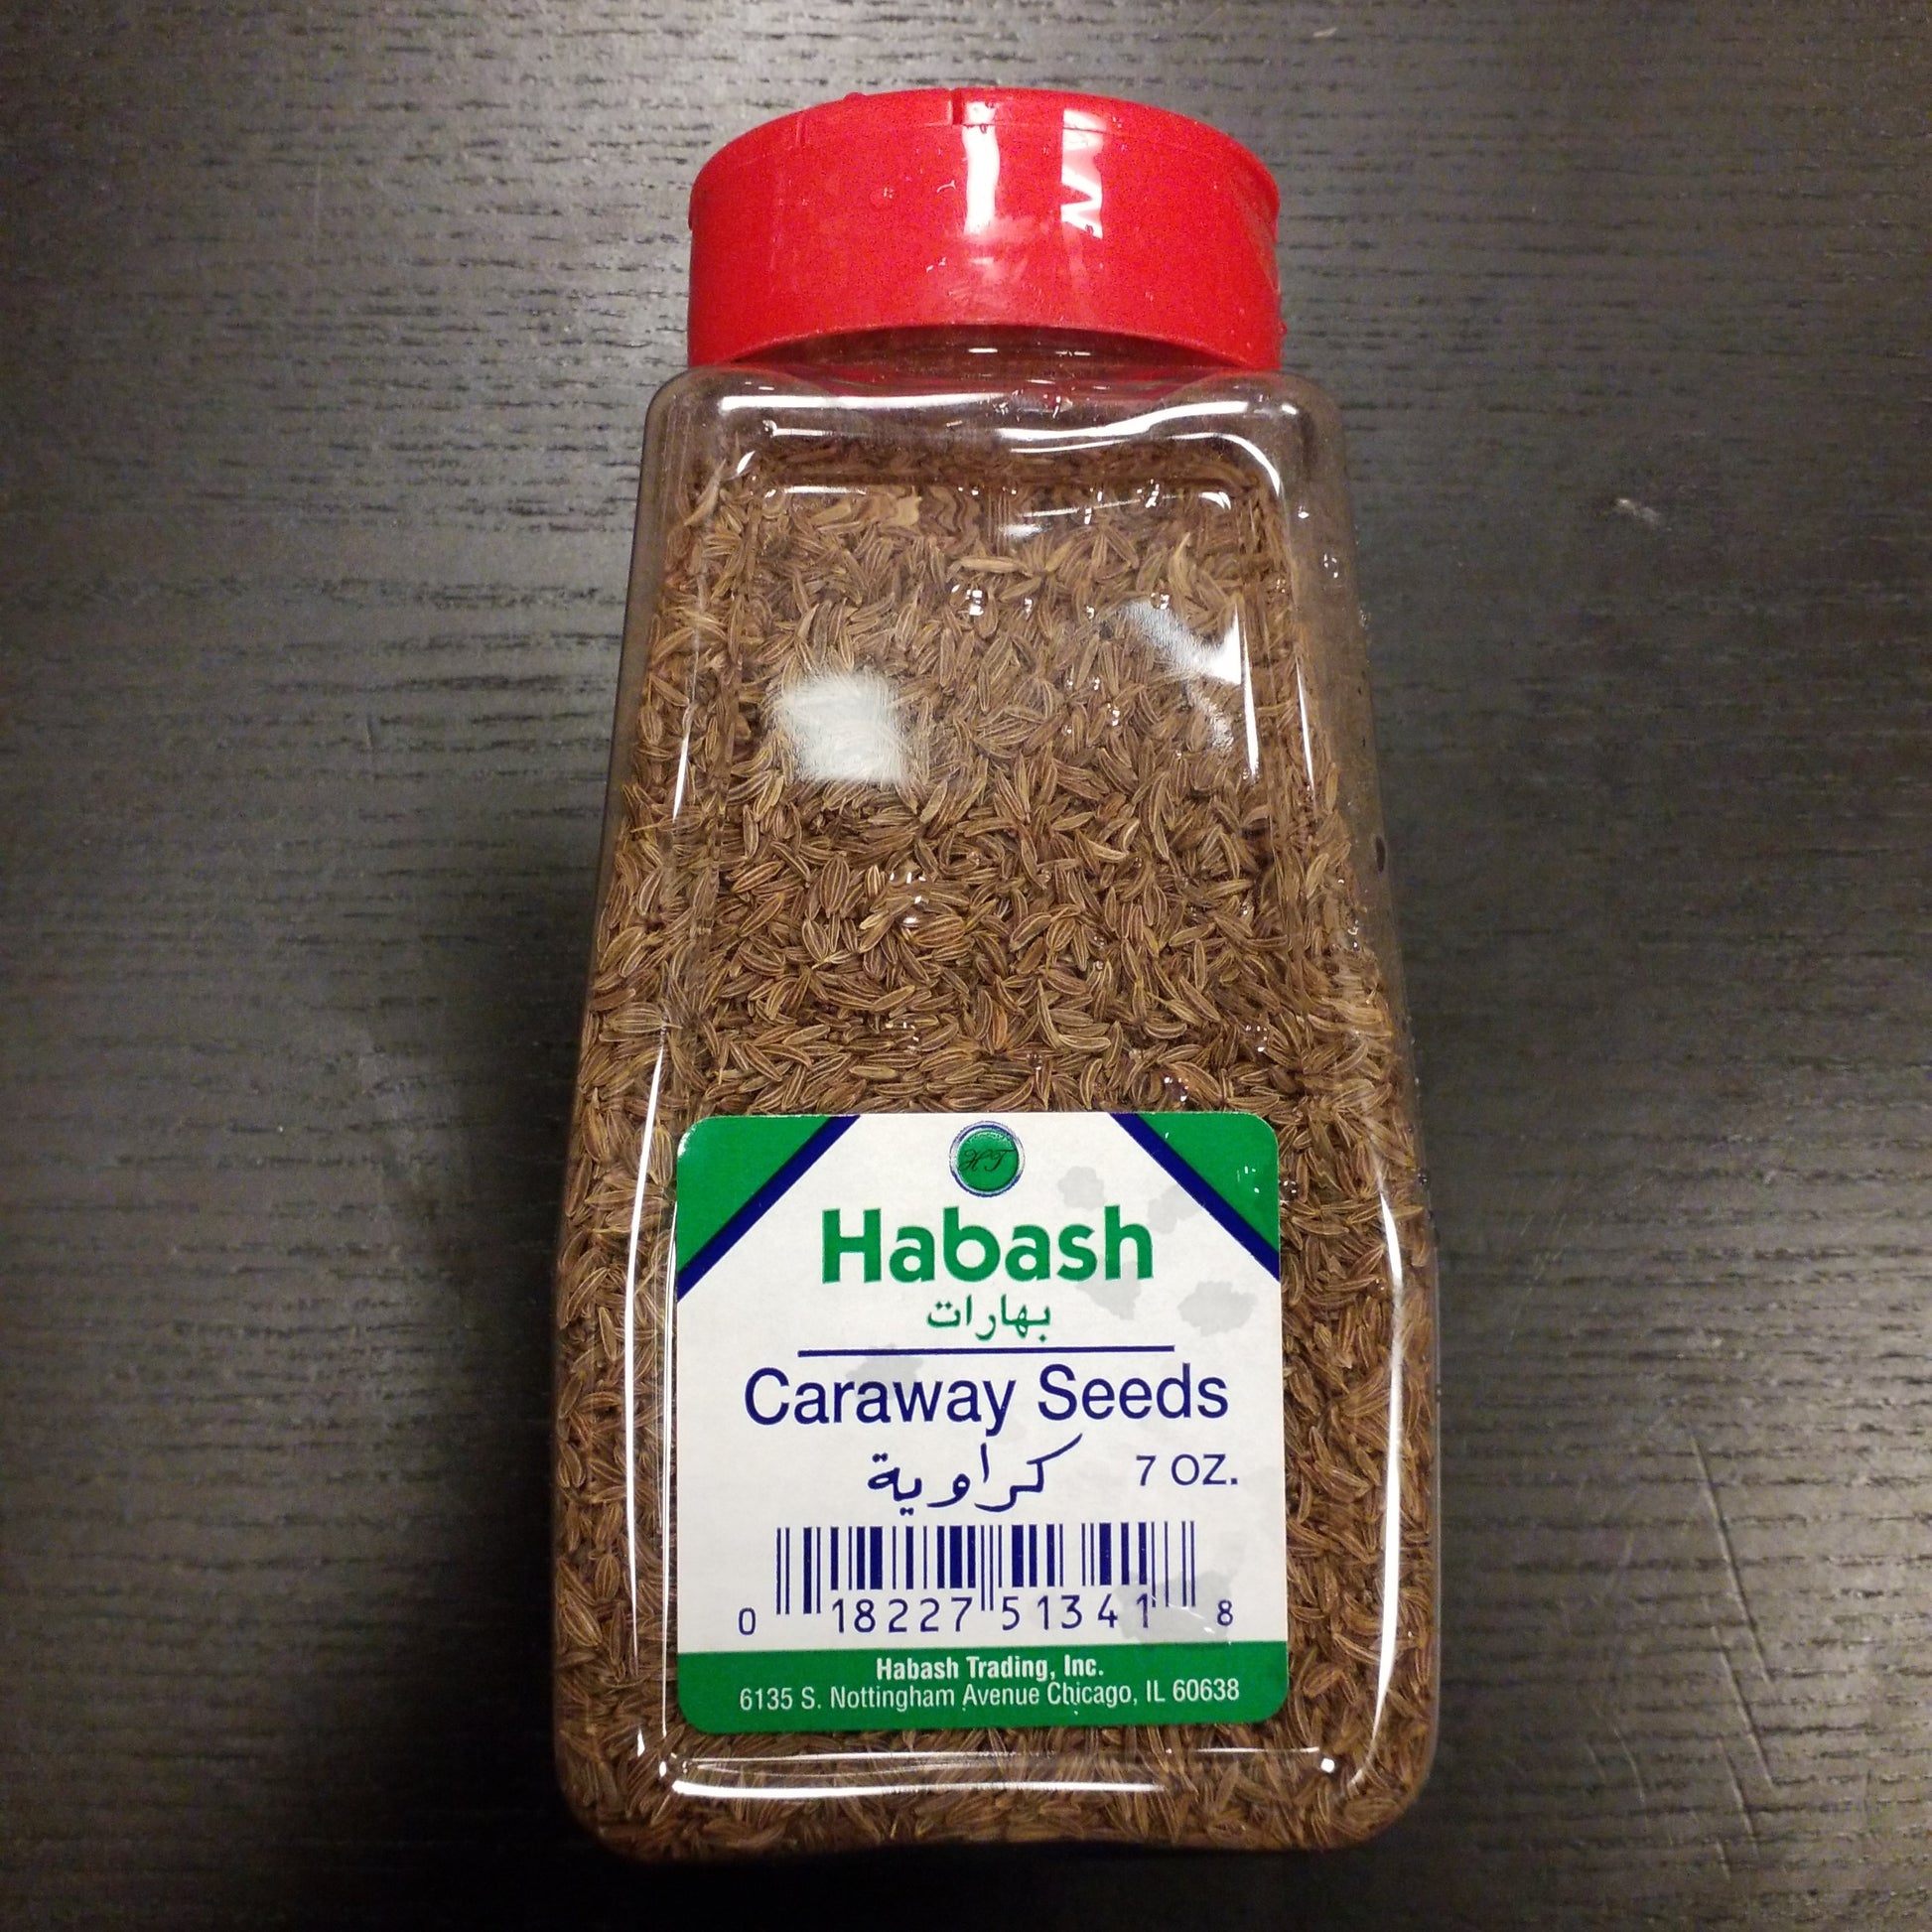 HT
Habash
بهارات
Caraway Seeds
كراوية 7 OZ.
0 18227 51341 8
Habash Trading, Inc.
6135 S. Nottingham Avenue Chicago, IL 60638